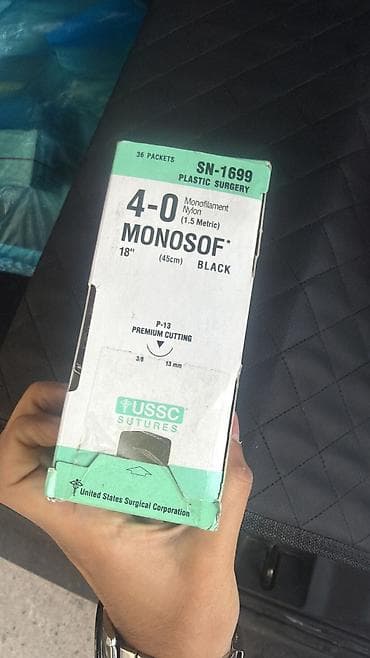 36 PACKETS
SN-1699
PLASTIC SURGERY
4-0 Monofilament
Nylon
(1.5 Metric)
MONOSOF*
18" (45cm) BLACK
P-13
PREMIUM CUTTING
3/8 13 mm
USSC
SUTURES
United States Surgical Corporation